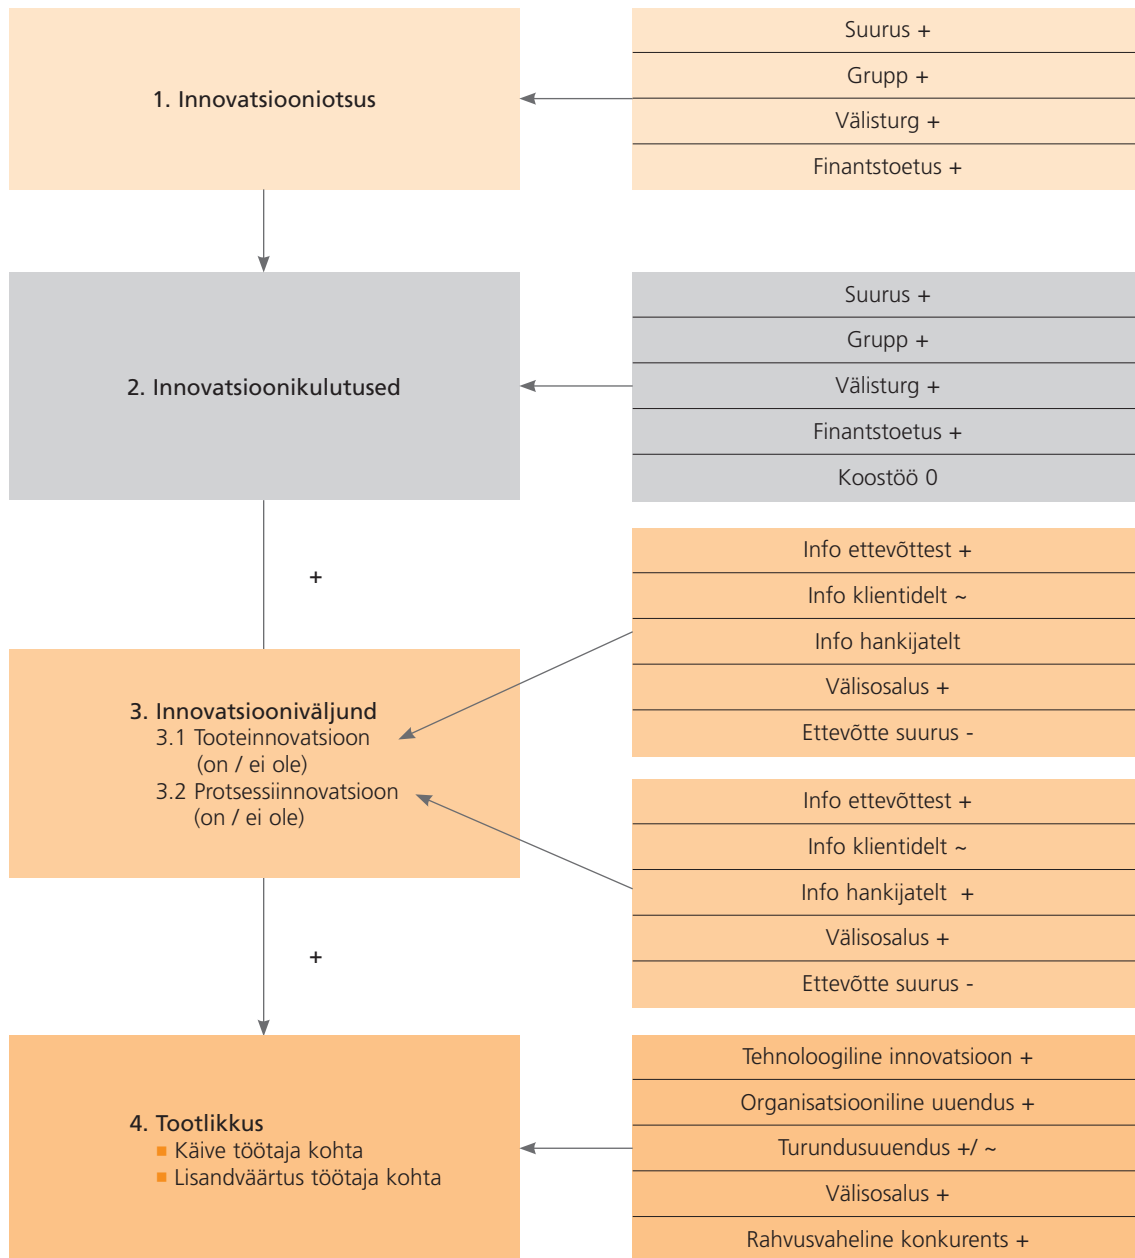 1. Innovatsiooniotsus
Suurus +
Grupp +
Välisturg +
Finantstoetus +
2. Innovatsioonikulutused
Suurus +
Grupp +
Välisturg +
Finantstoetus +
Koostöö 0
+
Info ettevõttest +
Info klientidelt ~
Info hankijatelt
Välisosalus +
Ettevõtte suurus -
3. Innovatsiooniväljund
3.1 Tooteinnovatsioon
(on / ei ole)
3.2 Protsessiinnovatsioon
(on / ei ole)
Info ettevõttest +
Info klientidelt ~
Info hankijatelt +
Välisosalus +
Ettevõtte suurus -
+
4. Tootlikkus
Käive töötaja kohta
Lisandväärtus töötaja kohta
Tehnoloogiline innovatsioon +
Organisatsiooniline uuendus +
Turundusuuendus +/ ~
Välisosalus +
Rahvusvaheline konkurents +